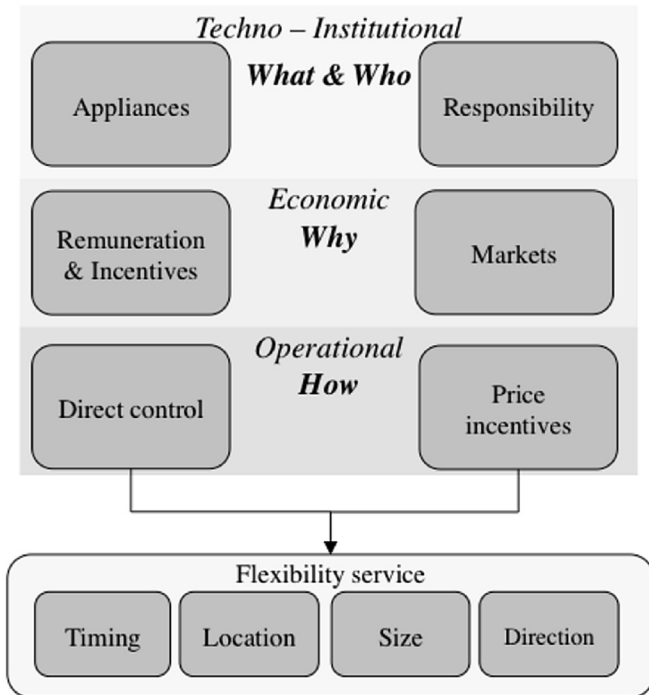 Techno – Institutional
What & Who
Appliances
Responsibility
Economic
Why
Remuneration
& Incentives
Markets
Operational
How
Direct control
Price
incentives
Flexibility service
Timing
Location
Size
Direction